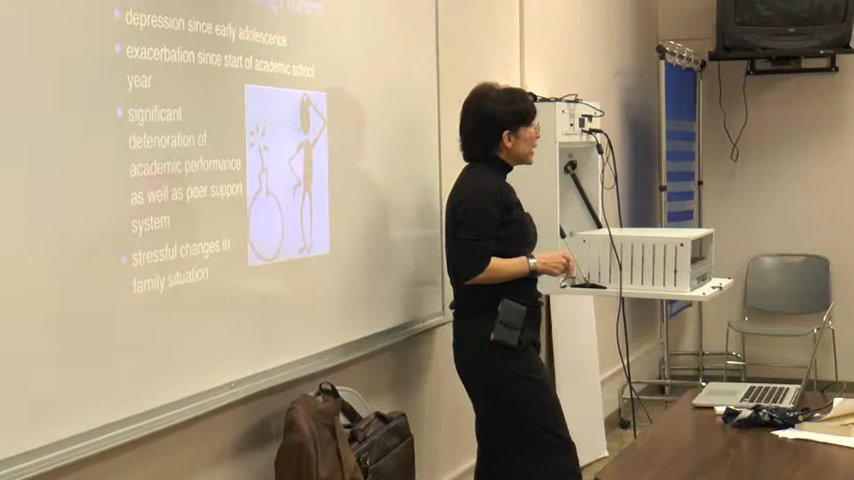 depression since early adolescence
exacerbation since start of academic school
year
significant
deterioration of
academic performance
as well as peer support
system
stressful changes in
family situation